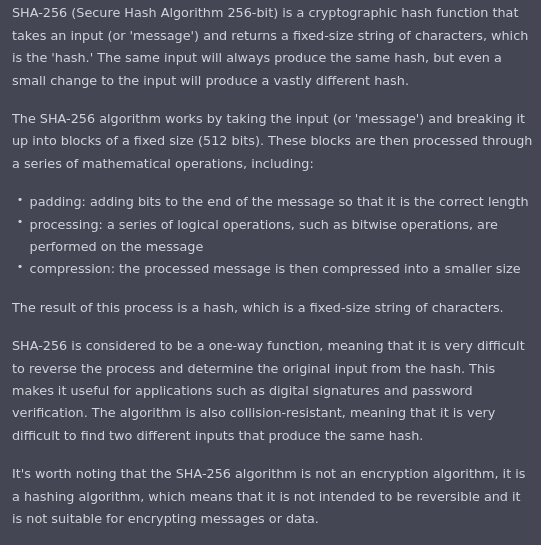 SHA-256 (Secure Hash Algorithm 256-bit) is a cryptographic hash function that
takes an input (or 'message') and returns a fixed-size string of characters, which
is the 'hash.' The same input will always produce the same hash, but even a
small change to the input will produce a vastly different hash.
The SHA-256 algorithm works by taking the input (or 'message') and breaking it
up into blocks of a fixed size (512 bits). These blocks are then processed through
a series of mathematical operations, including:
• padding: adding bits to the end of the message so that it is the correct length
• processing: a series of logical operations, such as bitwise operations, are
performed on the message
• compression: the processed message is then compressed into a smaller size
The result of this process is a hash, which is a fixed-size string of characters.
SHA-256 is considered to be a one-way function, meaning that it is very difficult
to reverse the process and determine the original input from the hash. This
makes it useful for applications such as digital signatures and password
verification. The algorithm is also collision-resistant, meaning that it is very
difficult to find two different inputs that produce the same hash.
It's worth noting that the SHA-256 algorithm is not an encryption algorithm, it is
a hashing algorithm, which means that it is not intended to be reversible and it
is not suitable for encrypting messages or data.